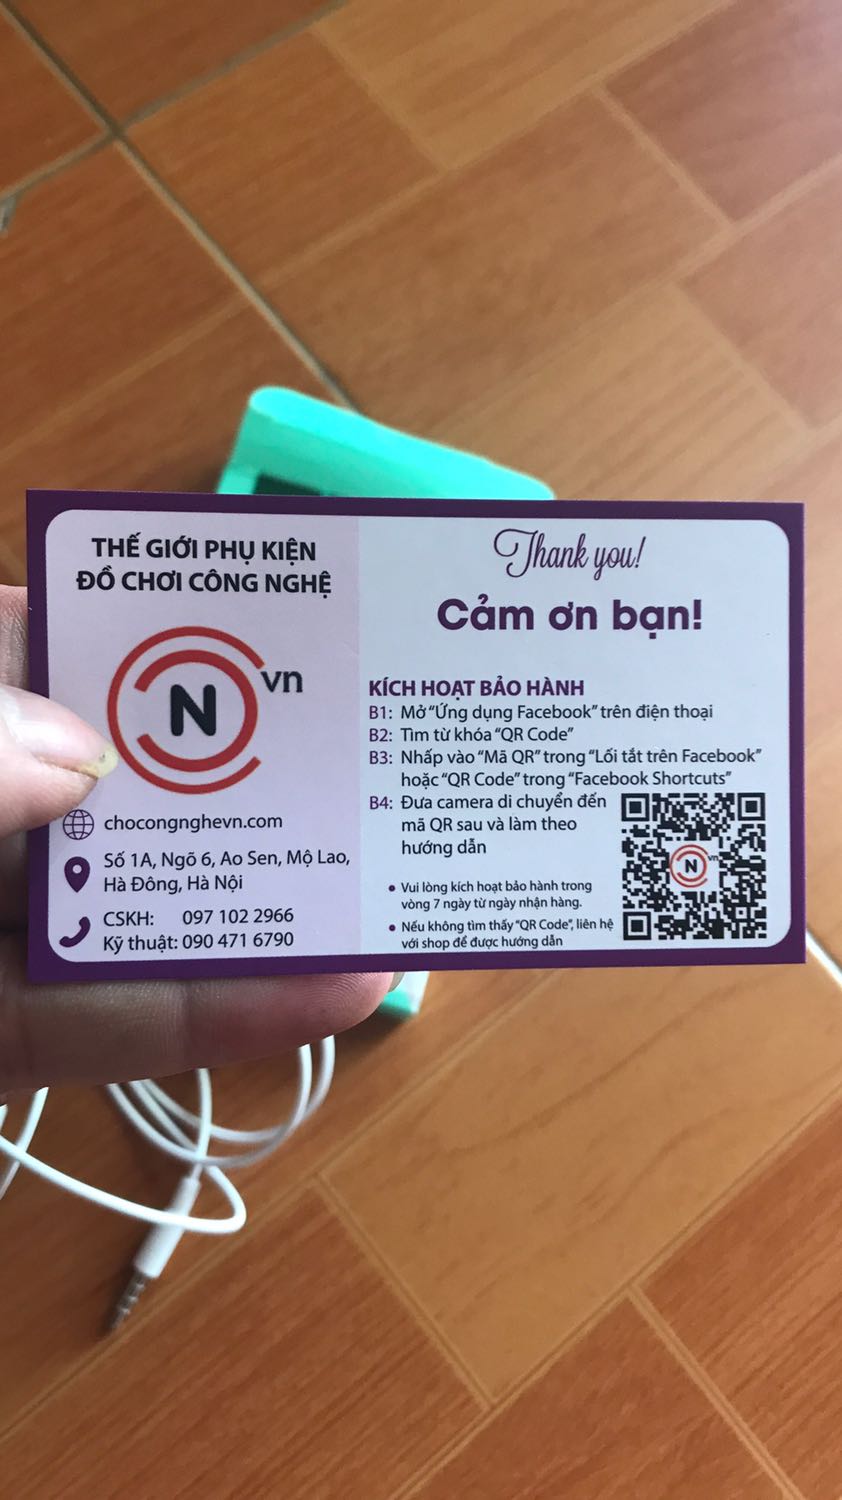 THẾ GIỚI PHỤ KIỆN
ĐỒ CHƠI CÔNG NGHỆ
N vn
chocongnghevn.com
Số 1A, Ngõ 6, Ao Sen, Mộ Lao,
Hà Đông, Hà Nội
CSKH: 097 102 2966
Kỹ thuật: 090 471 6790
Thank you!
Cảm ơn bạn!
KÍCH HOẠT BẢO HÀNH
B1: Mở “Ứng dụng Facebook” trên điện thoại
B2: Tìm từ khóa “QR Code”
B3: Nhấp vào “Mã QR” trong “Lối tắt trên Facebook”
hoặc “QR Code” trong “Facebook Shortcuts”
B4: Đưa camera di chuyển đến
mã QR sau và làm theo
hướng dẫn
• Vui lòng kích hoạt bảo hành trong
vòng 7 ngày từ ngày nhận hàng.
• Nếu không tìm thấy “QR Code”, liên hệ
với shop để được hướng dẫn
N vn